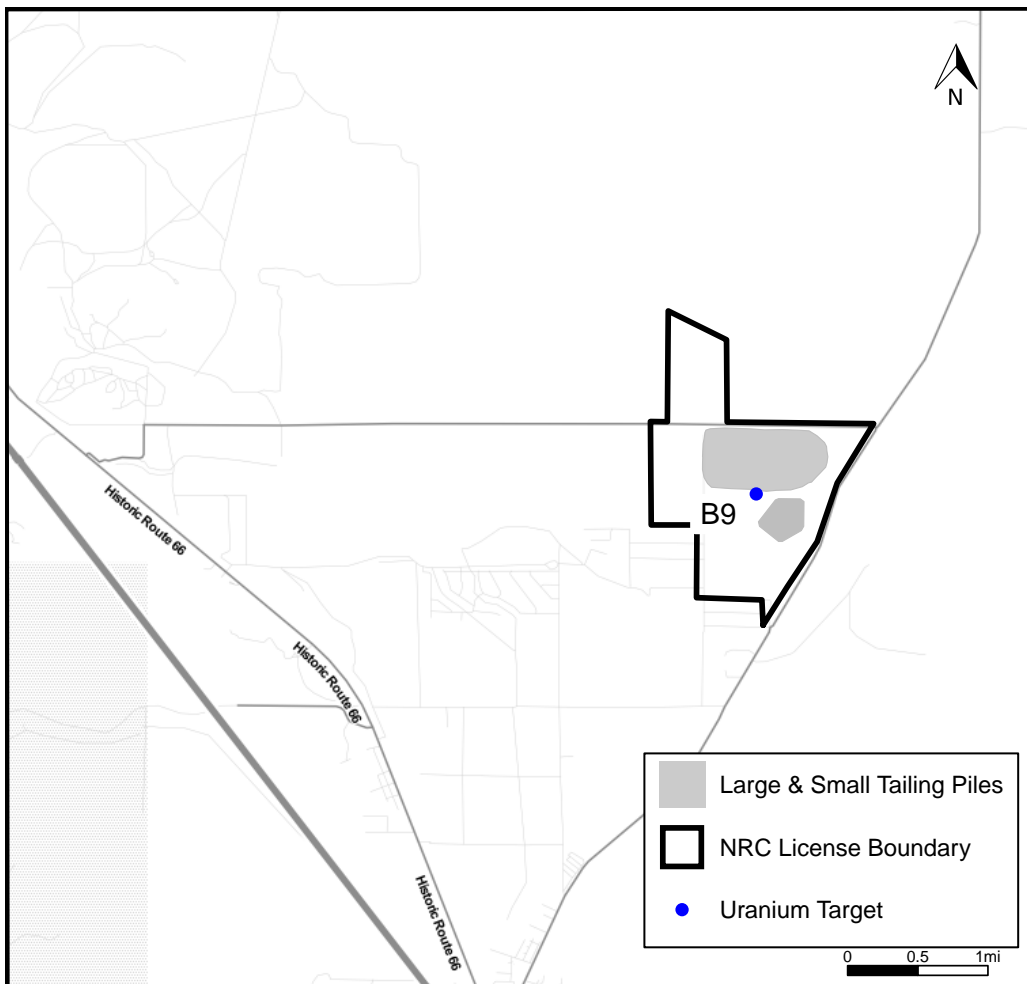 N
Historic Route 66
B9
Historic Route 66
Historic Route 66
Large & Small Tailing Piles
NRC License Boundary
Uranium Target
0 0.5 1mi